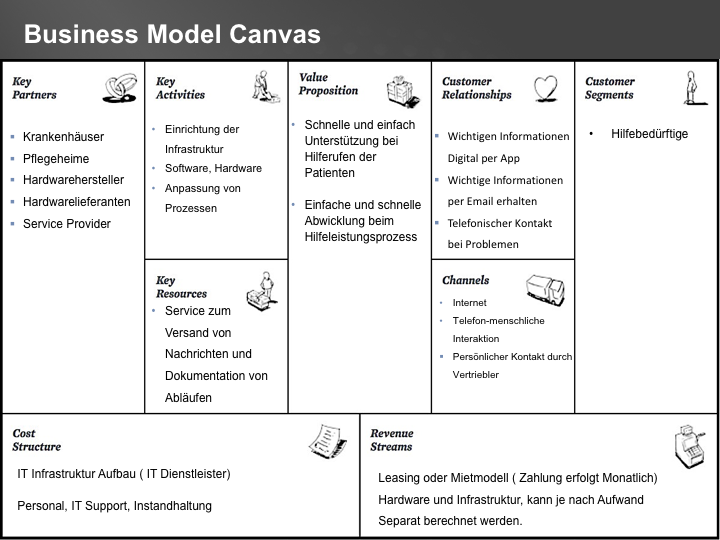 Business Model Canvas
Key
Partners
Krankenhäuser
Pflegeheime
Hardwarehersteller
Hardwarelieferanten
Service Provider
Key
Activities
Einrichtung der
Infrastruktur
Software, Hardware
Anpassung von
Prozessen
Key
Resources
Service zum
Versand von
Nachrichten und
Dokumentation von
Abläufen
Value
Proposition
Schnelle und einfach
Unterstützung bei
Hilferufen der
Patienten
Einfache und schnelle
Abwicklung beim
Hilfeleistungsprozess
Customer
Relationships
Wichtigen Informationen
Digital per App
Wichtige Informationen
per Email erhalten
Telefonischer Kontakt
bei Problemen
Channels
Internet
Telefon-menschliche
Interaktion
Persönlicher Kontakt durch
Vertriebler
Customer
Segments
Hilfebedürftige
Cost
Structure
IT Infrastruktur Aufbau ( IT Dienstleister)
Personal, IT Support, Instandhaltung
Revenue
Streams
Leasing oder Mietmodell ( Zahlung erfolgt Monatlich)
Hardware und Infrastruktur, kann je nach Aufwand
Separat berechnet werden.